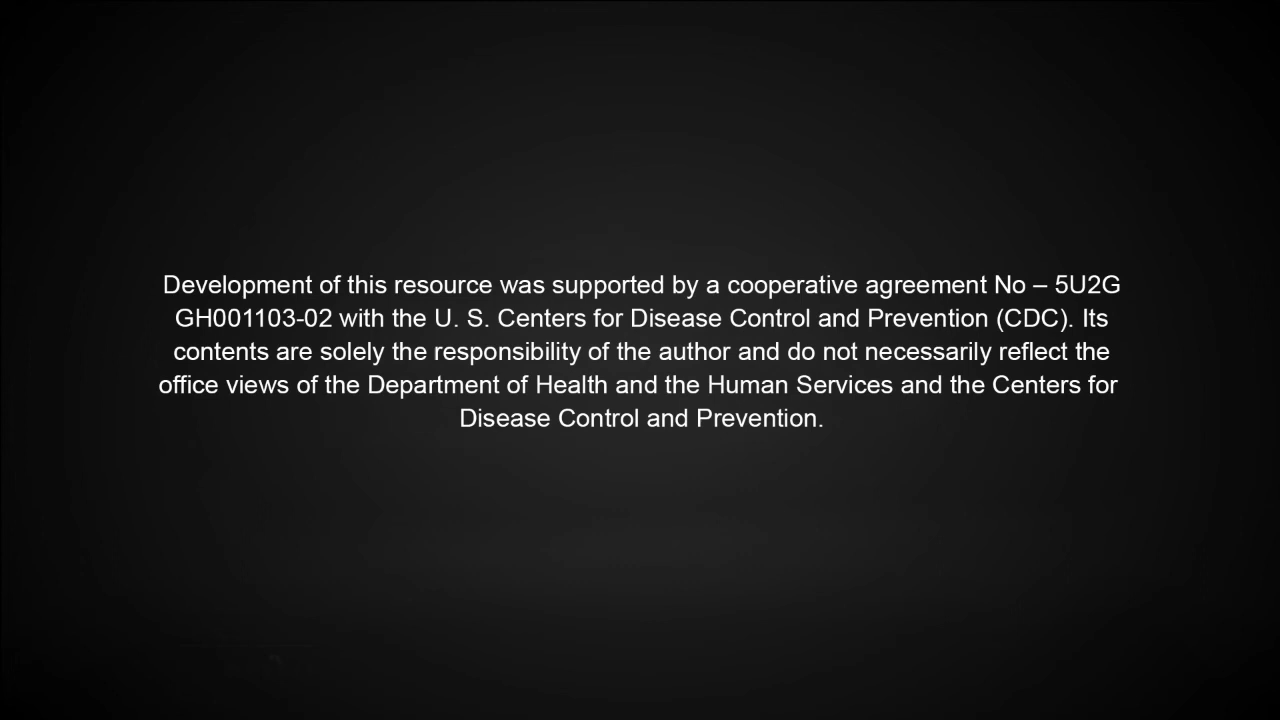 Development of this resource was supported by a cooperative agreement No – 5U2G
GH001103-02 with the U. S. Centers for Disease Control and Prevention (CDC). Its
contents are solely the responsibility of the author and do not necessarily reflect the
office views of the Department of Health and the Human Services and the Centers for
Disease Control and Prevention.